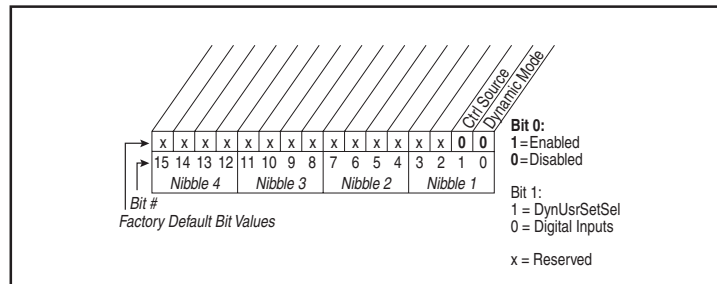 Ctrl Source
Dynamic Mode
x x x x x x x x x x x x x x 0 0
15 14 13 12 11 10 9 8 7 6 5 4 3 2 1 0
Nibble 4 Nibble 3 Nibble 2 Nibble 1
Bit #
Factory Default Bit Values
Bit 0:
1=Enabled
0=Disabled
Bit 1:
1 = DynUsrSetSel
0 = Digital Inputs
x = Reserved